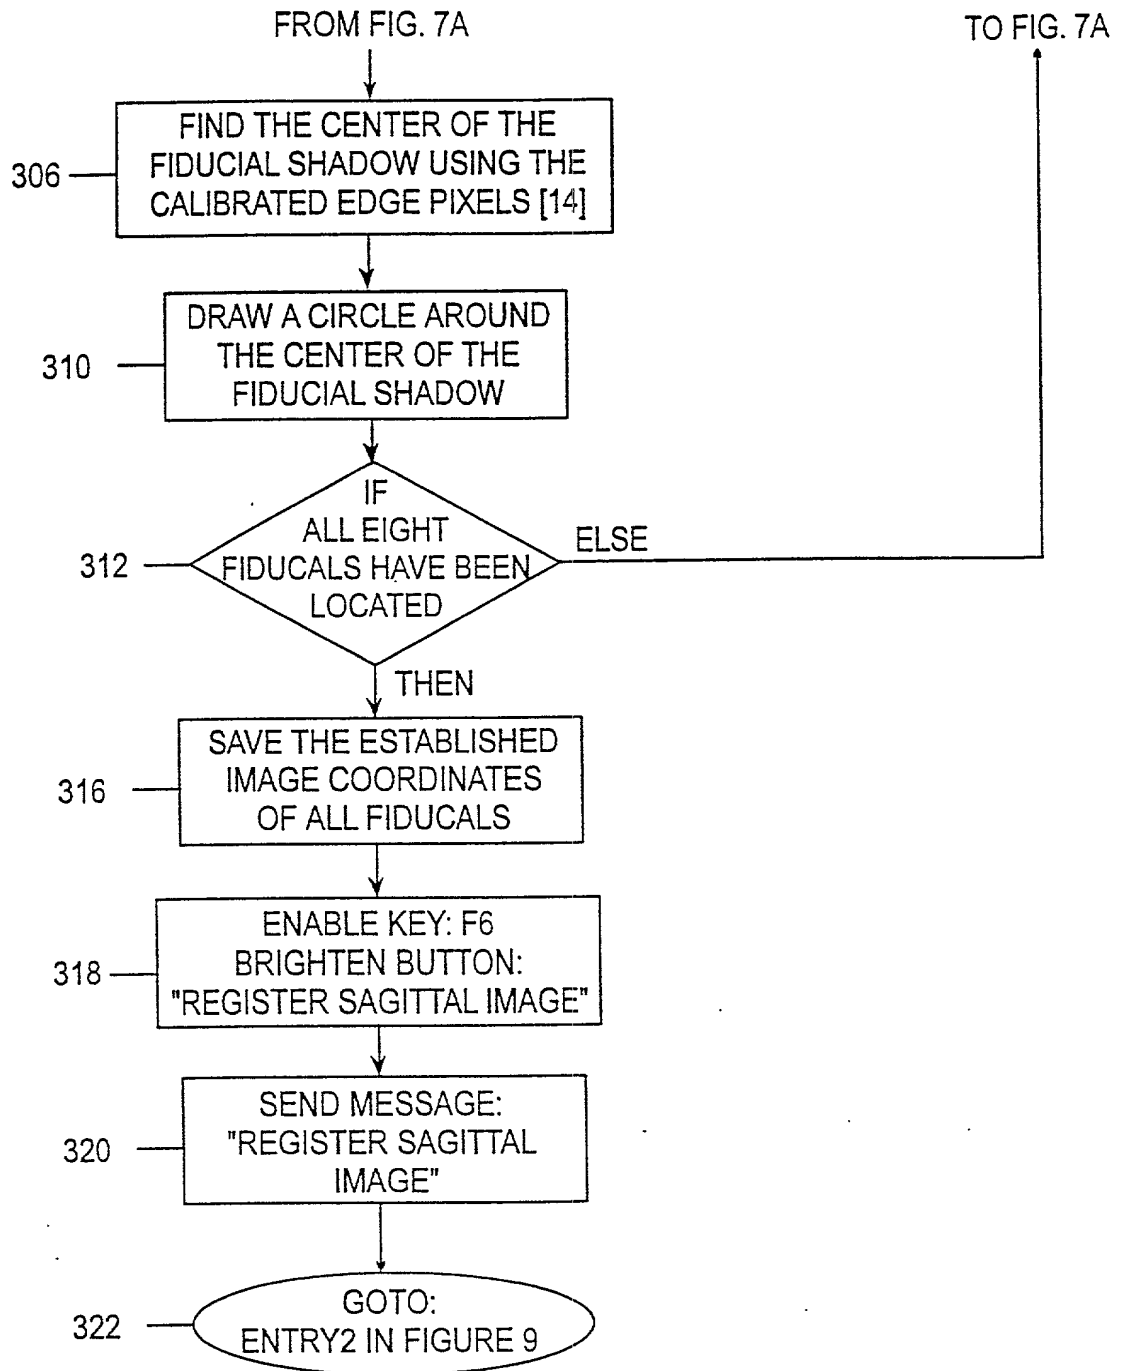 FROM FIG. 7A
TO FIG. 7A
306
FIND THE CENTER OF THE
FIDUCIAL SHADOW USING THE
CALIBRATED EDGE PIXELS [14]
310
DRAW A CIRCLE AROUND
THE CENTER OF THE
FIDUCIAL SHADOW
312
IF
ALL EIGHT
FIDUCALS HAVE BEEN
LOCATED
ELSE
THEN
316
SAVE THE ESTABLISHED
IMAGE COORDINATES
OF ALL FIDUCALS
318
ENABLE KEY: F6
BRIGHTEN BUTTON:
"REGISTER SAGITTAL IMAGE"
320
SEND MESSAGE:
"REGISTER SAGITTAL
IMAGE"
322
GOTO:
ENTRY2 IN FIGURE 9